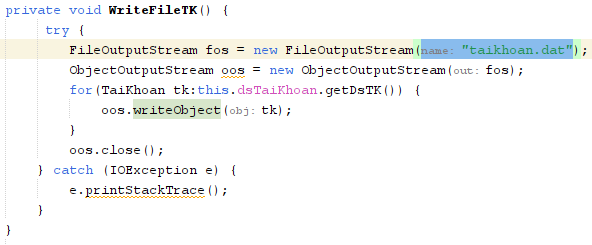 private void WriteFileTK() {
try {
FileOutputStream fos = new FileOutputStream(name: "taikhoan.dat");
ObjectOutputStream oos = new ObjectOutputStream(out: fos);
for(TaiKhoan tk:this.dsTaiKhoan.getDsTK()) {
oos.writeObject(obj: tk);
}
oos.close();
} catch (IOException e) {
e.printStackTrace();
}
}